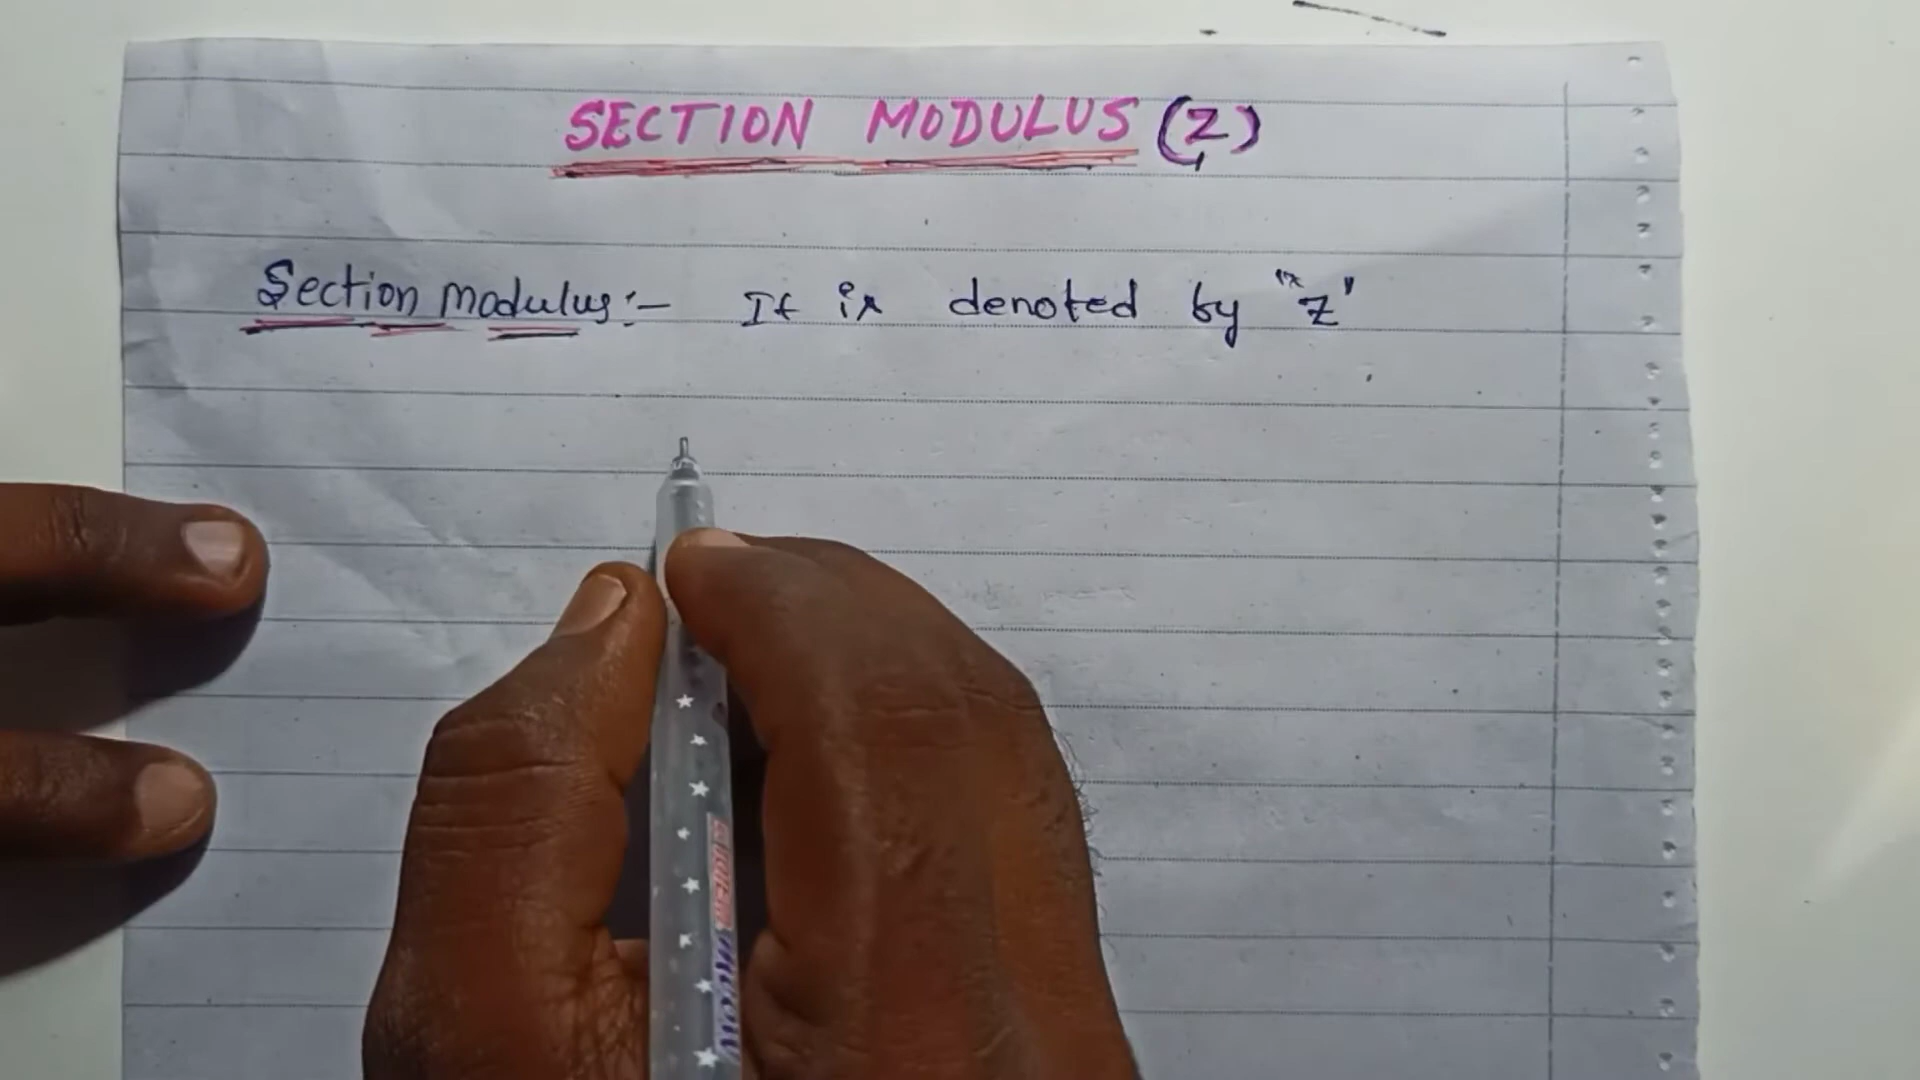 SECTION MODULUS (Z)
Section modulus:- It is denoted by "Z"